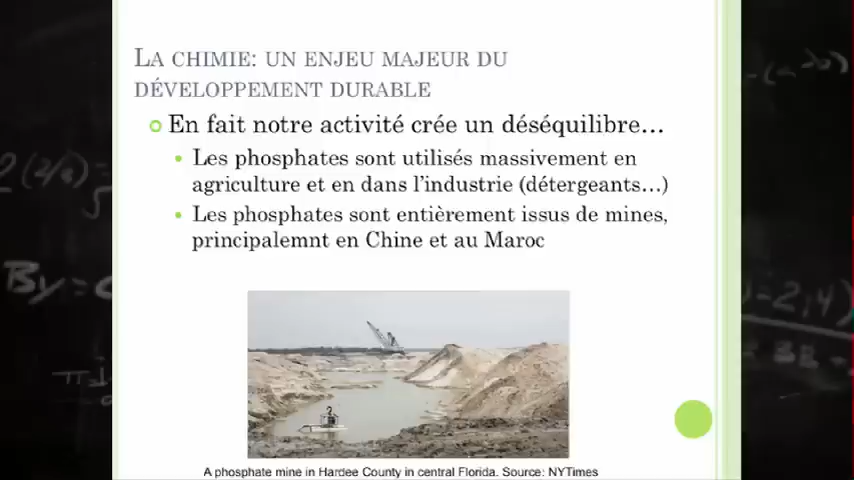 LA CHIMIE: UN ENJEU MAJEUR DU
DÉVELOPPEMENT DURABLE
En fait notre activité crée un déséquilibre…
Les phosphates sont utilisés massivement en
agriculture et en dans l'industrie (détergeants…)
Les phosphates sont entièrement issus de mines,
principalemnt en Chine et au Maroc
A phosphate mine in Hardee County in central Florida. Source: NYTimes